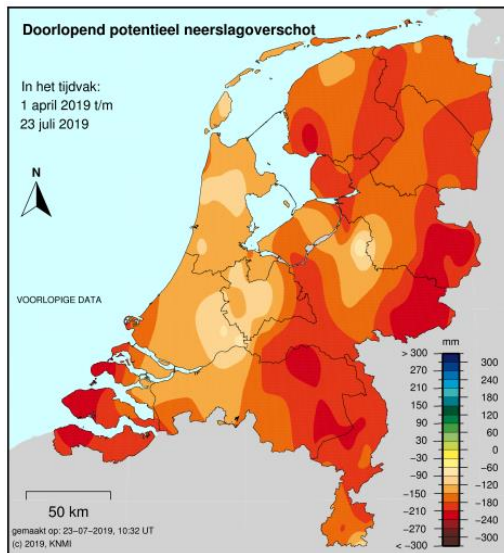 Doorlopend potentieel neerslagoverschot
In het tijdvak:
1 april 2019 t/m
23 juli 2019
N
VOORLOPIGE DATA
mm
> 300
300
270
240
210
180
150
120
90
60
30
0
−30
−60
−90
−120
−150
−180
−210
−240
−270
−300
< −300
50 km
gemaakt op: 23−07−2019, 10:32 UT
(c) 2019, KNMI